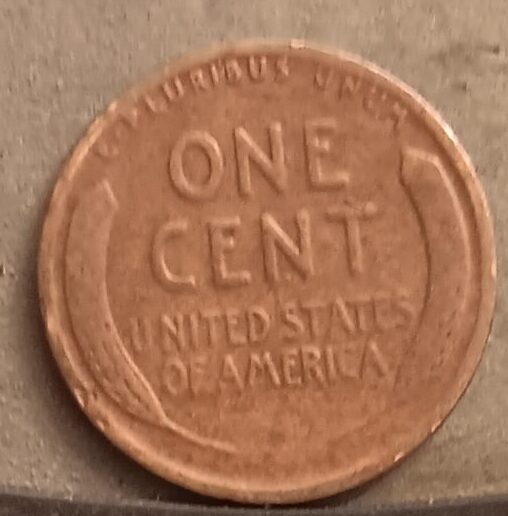 E PLURIBUS UNUM
ONE
CENT
UNITED STATES
OF AMERICA